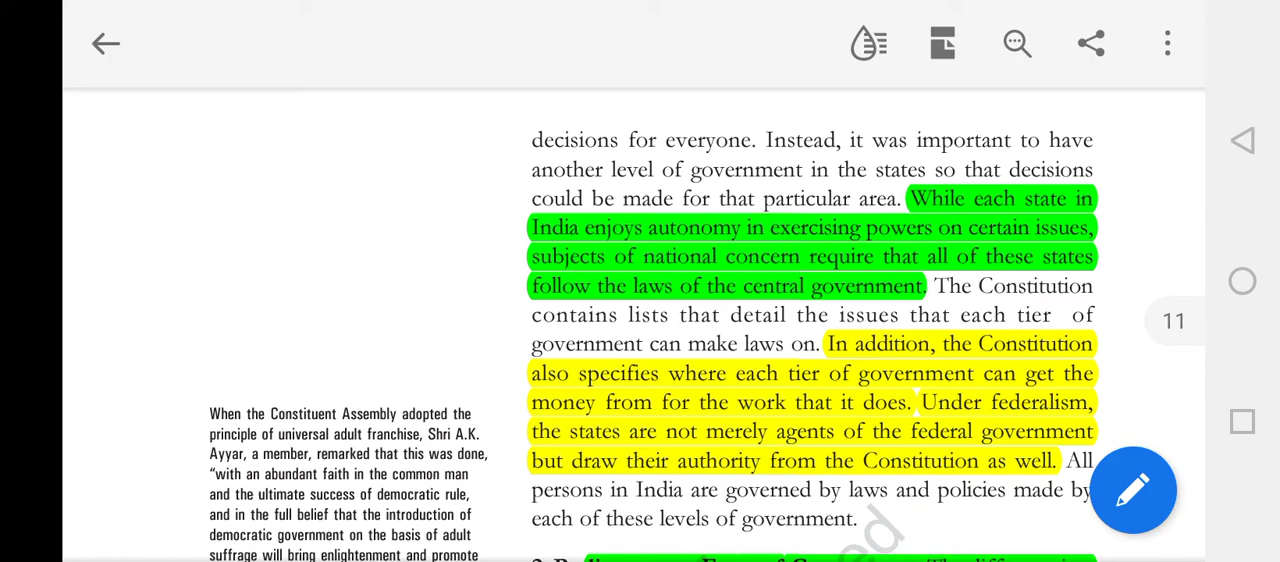 decisions for everyone. Instead, it was important to have
another level of government in the states so that decisions
could be made for that particular area. While each state in
India enjoys autonomy in exercising powers on certain issues,
subjects of national concern require that all of these states
follow the laws of the central government. The Constitution
contains lists that detail the issues that each tier of
government can make laws on. In addition, the Constitution
also specifies where each tier of government can get the
money from for the work that it does. Under federalism,
the states are not merely agents of the federal government
but draw their authority from the Constitution as well. All
persons in India are governed by laws and policies made by
each of these levels of government.
11
When the Constituent Assembly adopted the
principle of universal adult franchise, Shri A.K.
Ayyar, a member, remarked that this was done,
“with an abundant faith in the common man
and the ultimate success of democratic rule,
and in the full belief that the introduction of
democratic government on the basis of adult
suffrage will bring enlightenment and promote